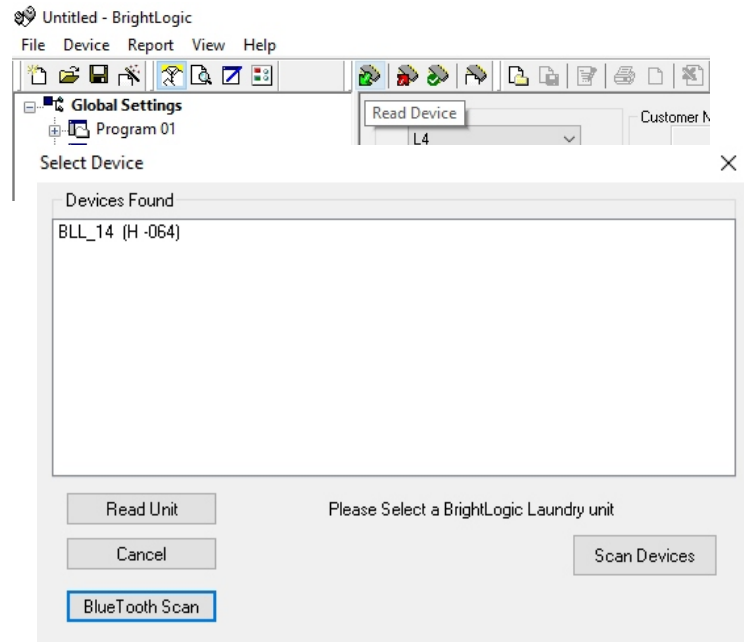 Untitled - BrightLogic
File Device Report View Help
Global Settings
Program 01
Read Device
Customer N
L4
Select Device
Devices Found
BLL_14 (H -064)
Read Unit
Please Select a BrightLogic Laundry unit
Cancel
Scan Devices
BlueTooth Scan